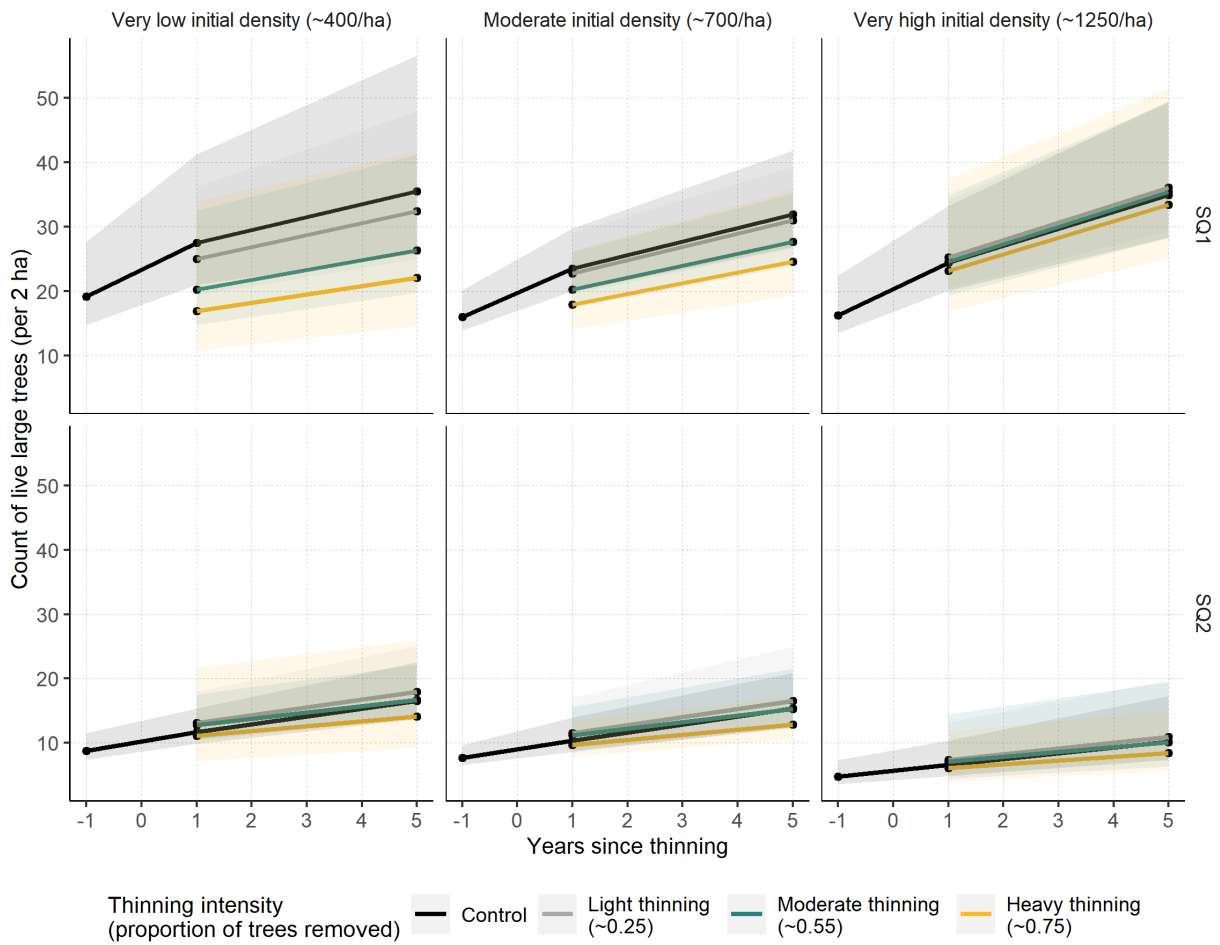 Very low initial density (~400/ha)
Moderate initial density (~700/ha)
Very high initial density (~1250/ha)
Count of live large trees (per 2 ha)
50
40
30
20
10
SQ1
50
40
30
20
10
SQ2
-1 0 1 2 3 4 5
-1 0 1 2 3 4 5
-1 0 1 2 3 4 5
Years since thinning
Thinning intensity
(proportion of trees removed)
Control
Light thinning
(~0.25)
Moderate thinning
(~0.55)
Heavy thinning
(~0.75)